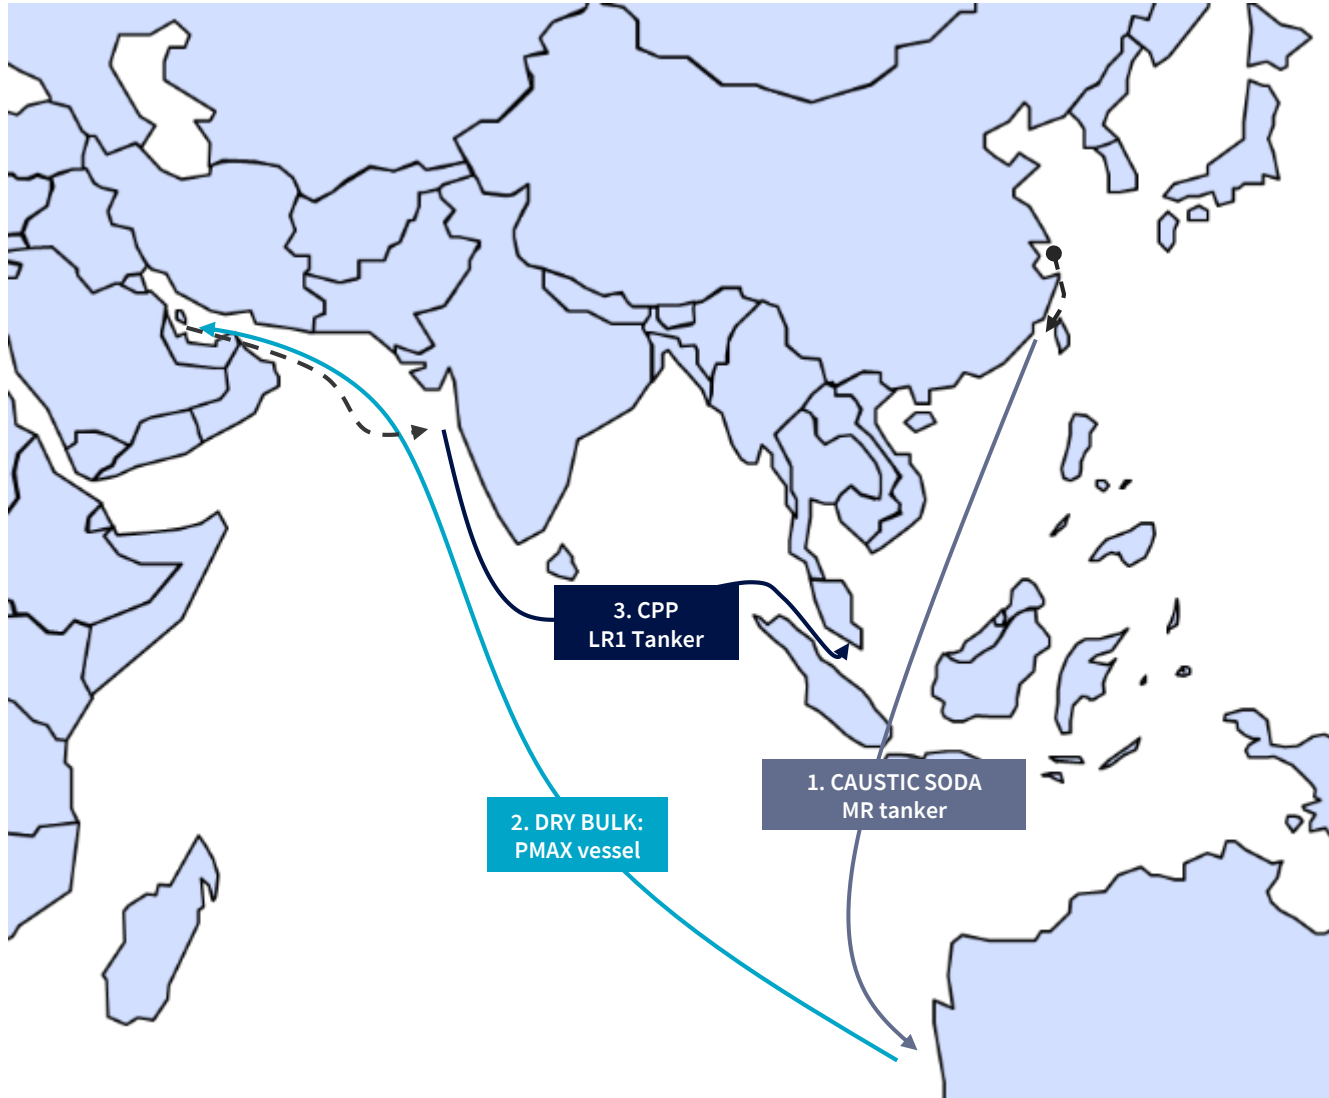 3. CPP
LR1 Tanker
1. CAUSTIC SODA
MR tanker
2. DRY BULK:
PMAX vessel